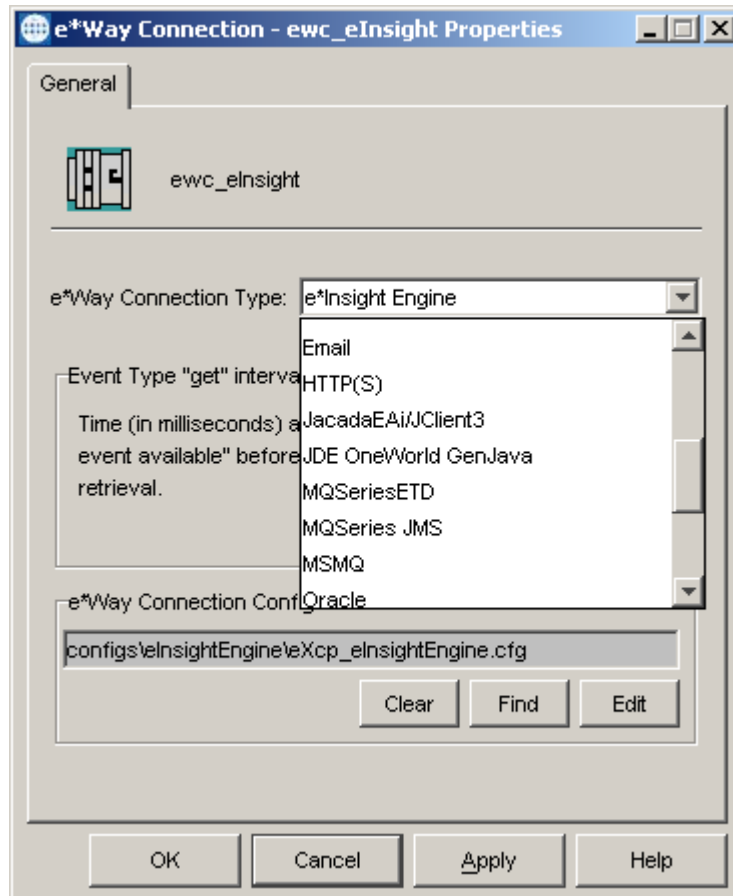 e*Way Connection - ewc_eInsight Properties
General
ewc_eInsight
e*Way Connection Type: e*Insight Engine
Email
HTTP(S)
JacadaEAi/JClient3
JDE OneWorld GenJava
MQSeriesETD
MQSeries JMS
MSMQ
Oracle
Event Type "get" interva
Time (in milliseconds) a
event available" before
retrieval.
e*Way Connection Confi
configs\eInsightEngine\eXcp_eInsightEngine.cfg
Clear Find Edit
OK Cancel Apply Help